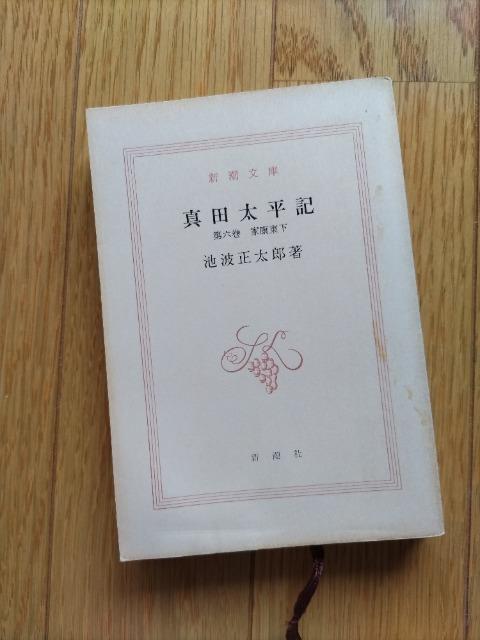 新潮文庫
真田太平記
第六巻 家康東下
池波正太郎著
新潮社